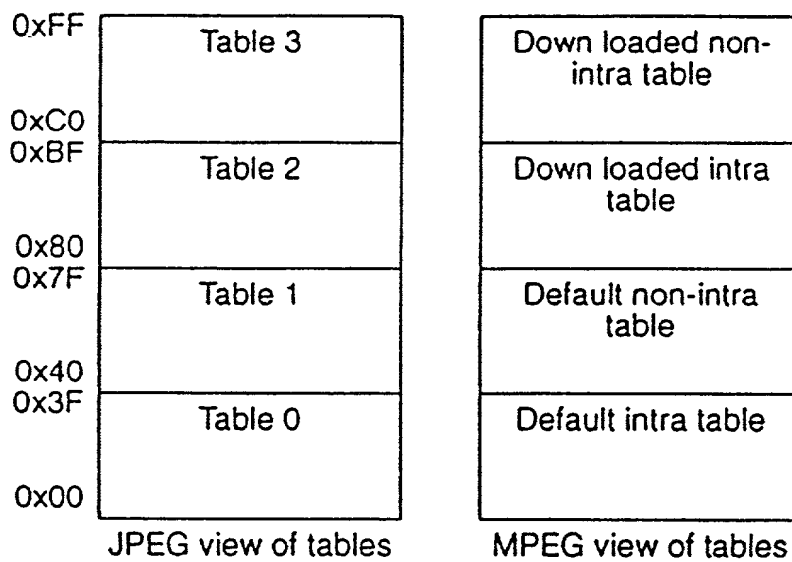 0xFF
Table 3
Down loaded non-
intra table
0xC0
0xBF
Table 2
Down loaded intra
table
0x80
0x7F
Table 1
Default non-intra
table
0x40
0x3F
Table 0
Default intra table
0x00
JPEG view of tables
MPEG view of tables